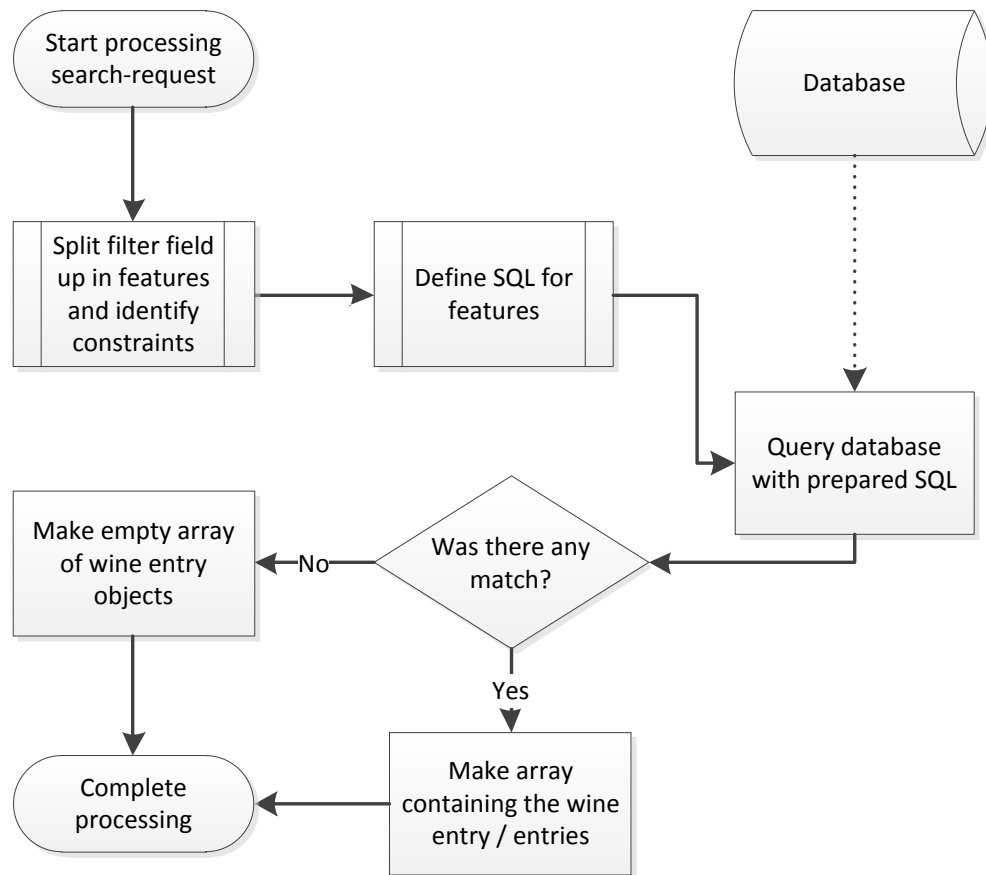 Start processing
search-request
Database
Split filter field
up in features
and identify
constraints
Define SQL for
features
Query database
with prepared SQL
Make empty array
of wine entry
objects
No
Was there any
match?
Yes
Make array
containing the wine
entry / entries
Complete
processing